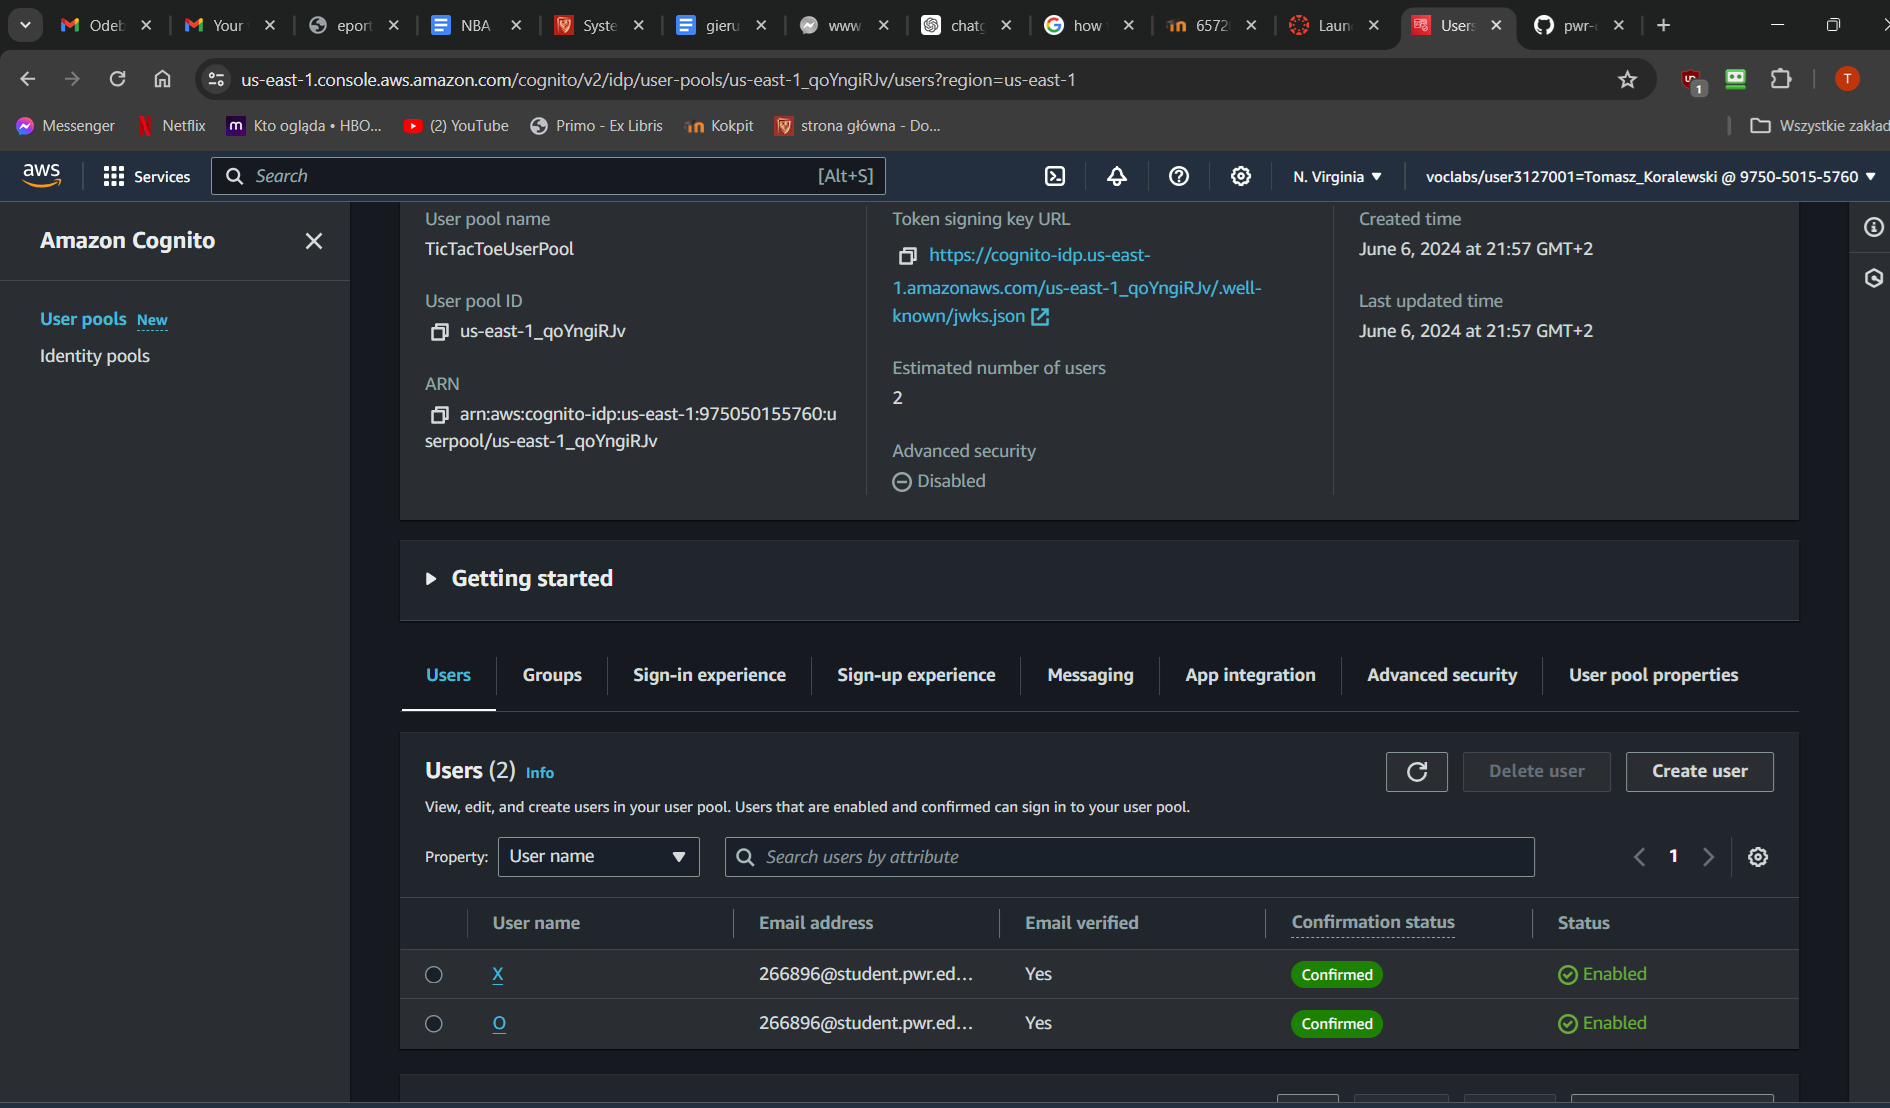 Odeb
Your
eport
NBA
Syste
gieru
www
chatg
how
6572
Laun
Users
pwr-
us-east-1.console.aws.amazon.com/cognito/v2/idp/user-pools/us-east-1_qoYngiRJv/users?region=us-east-1
1
T
Messenger
Netflix
m
Kto ogląda • HBO...
(2) YouTube
Primo - Ex Libris
Kokpit
strona główna - Do...
Wszystkie zakład
aws
Services
Search
[Alt+S]
N. Virginia
voclabs/user3127001=Tomasz_Koralewski @ 9750-5015-5760
Amazon Cognito
User pools New
Identity pools
User pool name
TicTacToeUserPool
User pool ID
us-east-1_qoYngiRJv
ARN
arn:aws:cognito-idp:us-east-1:975050155760:u
serpool/us-east-1_qoYngiRJv
Token signing key URL
https://cognito-idp.us-east-
1.amazonaws.com/us-east-1_qoYngiRJv/.well-
known/jwks.json
Estimated number of users
2
Advanced security
Disabled
Created time
June 6, 2024 at 21:57 GMT+2
Last updated time
June 6, 2024 at 21:57 GMT+2
Getting started
Users
Groups
Sign-in experience
Sign-up experience
Messaging
App integration
Advanced security
User pool properties
Users (2) Info
Delete user
Create user
View, edit, and create users in your user pool. Users that are enabled and confirmed can sign in to your user pool.
Property:
User name
Search users by attribute
1
User name
Email address
Email verified
Confirmation status
Status
X
266896@student.pwr.ed...
Yes
Confirmed
Enabled
O
266896@student.pwr.ed...
Yes
Confirmed
Enabled